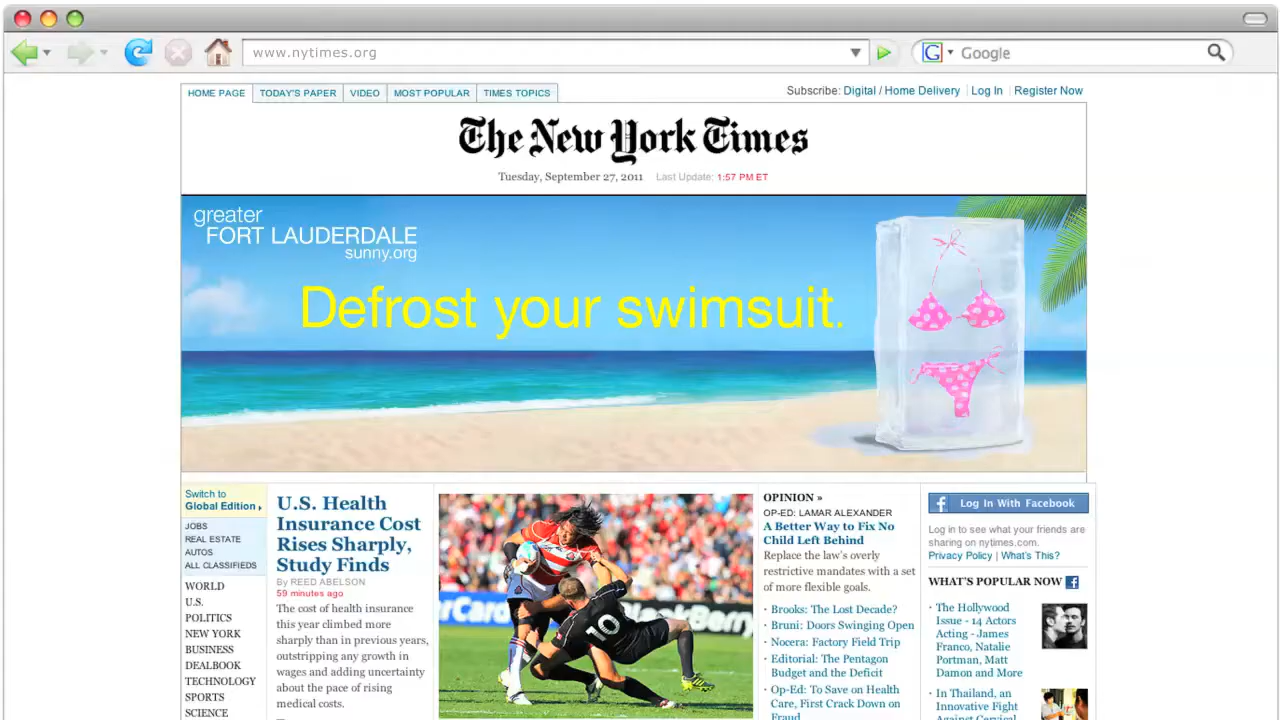 www.nytimes.org
Google
HOME PAGE
TODAY'S PAPER
VIDEO
MOST POPULAR
TIMES TOPICS
Subscribe: Digital / Home Delivery
Log In
Register Now
The New York Times
Tuesday, September 27, 2011 Last Update: 1:57 PM ET
greater
FORT LAUDERDALE
sunny.org
Defrost your swimsuit.
Switch to
Global Edition
JOBS
REAL ESTATE
AUTOS
ALL CLASSIFIEDS
WORLD
U.S.
POLITICS
NEW YORK
BUSINESS
DEALBOOK
TECHNOLOGY
SPORTS
SCIENCE
U.S. Health
Insurance Cost
Rises Sharply,
Study Finds
By REED ABELSON
59 minutes ago
The cost of health insurance
this year climbed more
sharply than in previous years,
outstripping any growth in
wages and adding uncertainty
about the pace of rising
medical costs.
BlackBerry
10
OPINION »
OP-ED: LAMAR ALEXANDER
A Better Way to Fix No
Child Left Behind
Replace the law's overly
restrictive mandates with a set
of more flexible goals.
· Brooks: The Lost Decade?
· Bruni: Doors Swinging Open
· Nocera: Factory Field Trip
· Editorial: The Pentagon
Budget and the Deficit
· Op-Ed: To Save on Health
Care, First Crack Down on
Fraud
f Log In With Facebook
Log in to see what your friends are
sharing on nytimes.com.
Privacy Policy | What's This?
WHAT'S POPULAR NOW
· The Hollywood
Issue - 14 Actors
Acting - James
Franco, Natalie
Portman, Matt
Damon and More
· In Thailand, an
Innovative Fight
Against Cervical